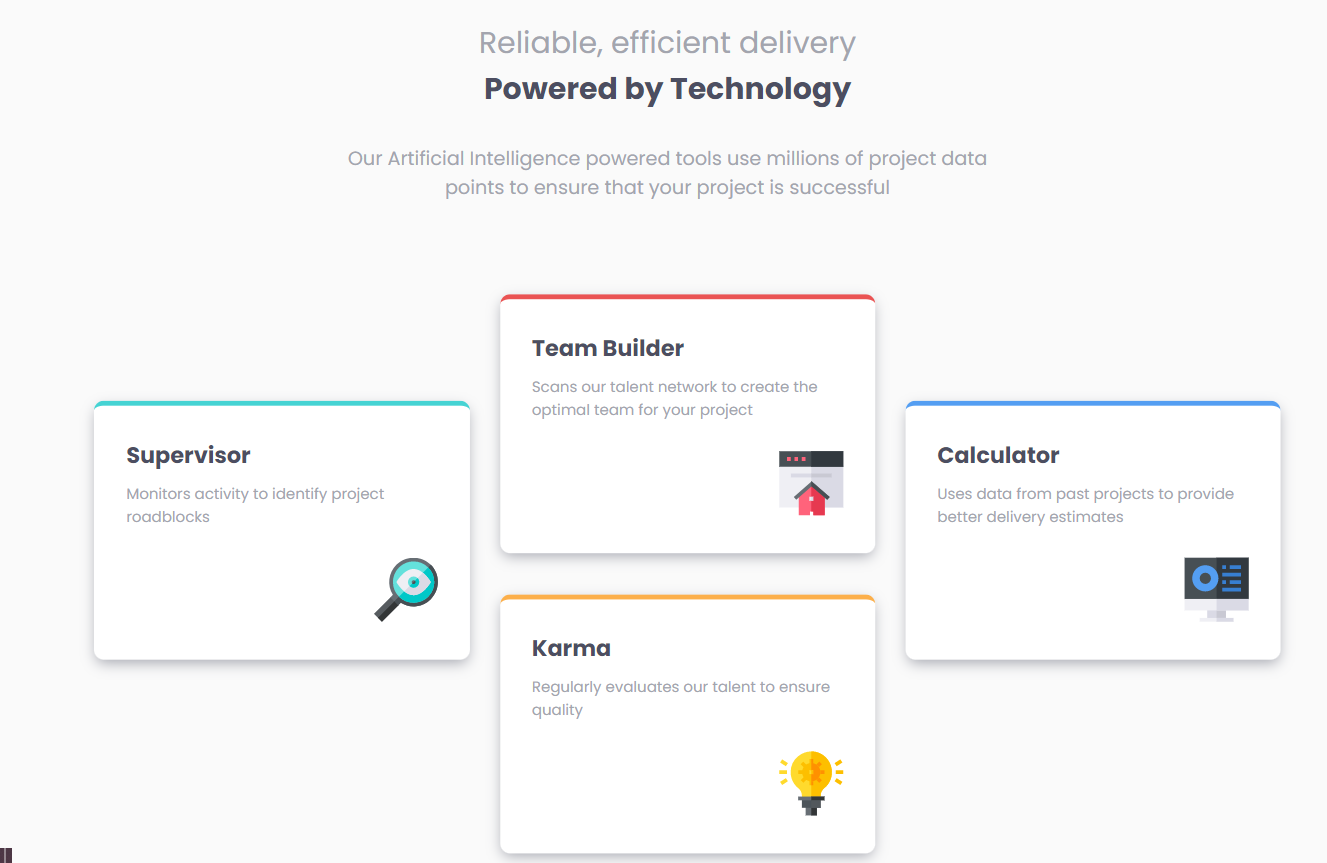 Reliable, efficient delivery
Powered by Technology
Our Artificial Intelligence powered tools use millions of project data
points to ensure that your project is successful
Supervisor
Monitors activity to identify project
roadblocks
Team Builder
Scans our talent network to create the
optimal team for your project
Karma
Regularly evaluates our talent to ensure
quality
Calculator
Uses data from past projects to provide
better delivery estimates